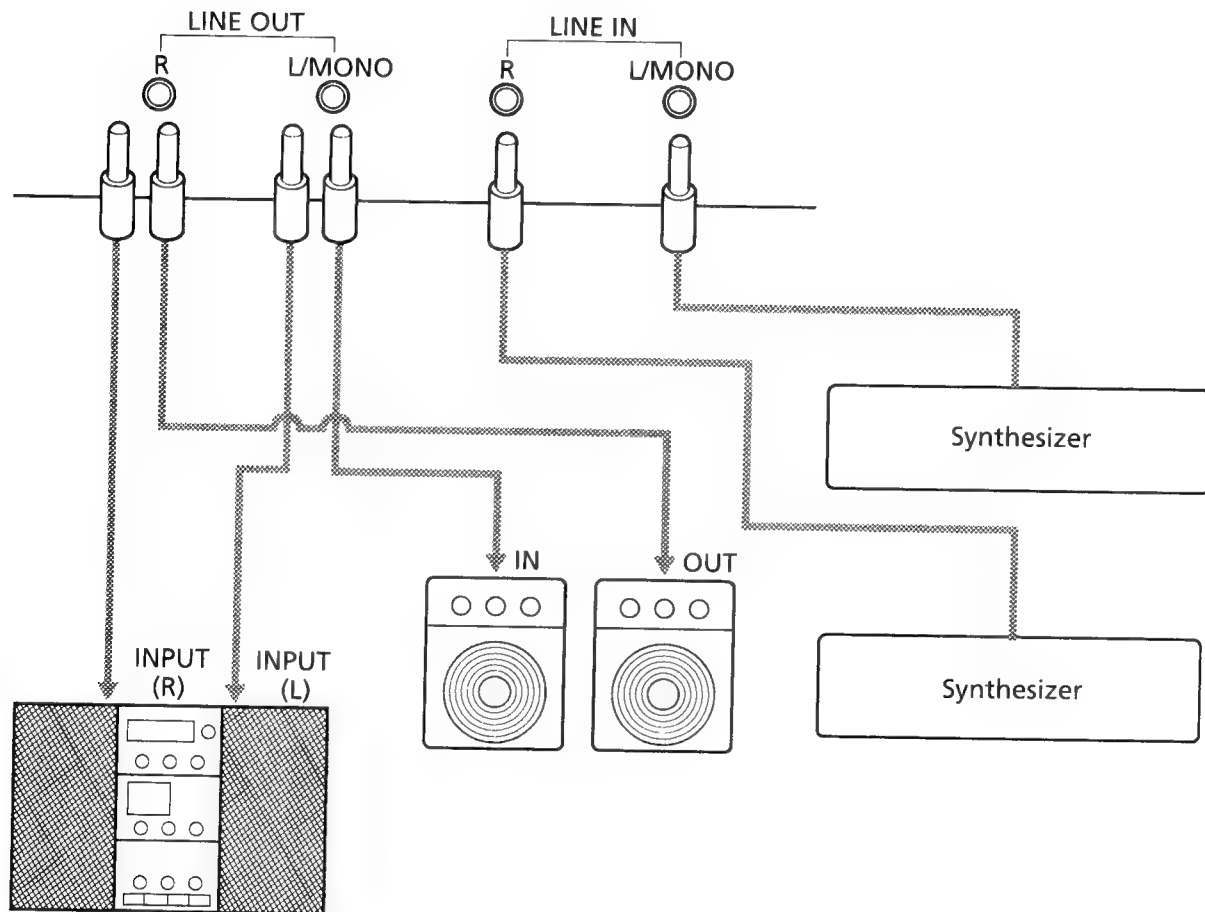 LINE OUT
LINE IN
R
L/MONO
R
L/MONO
Synthesizer
IN
OUT
INPUT
(R)
INPUT
(L)
Synthesizer